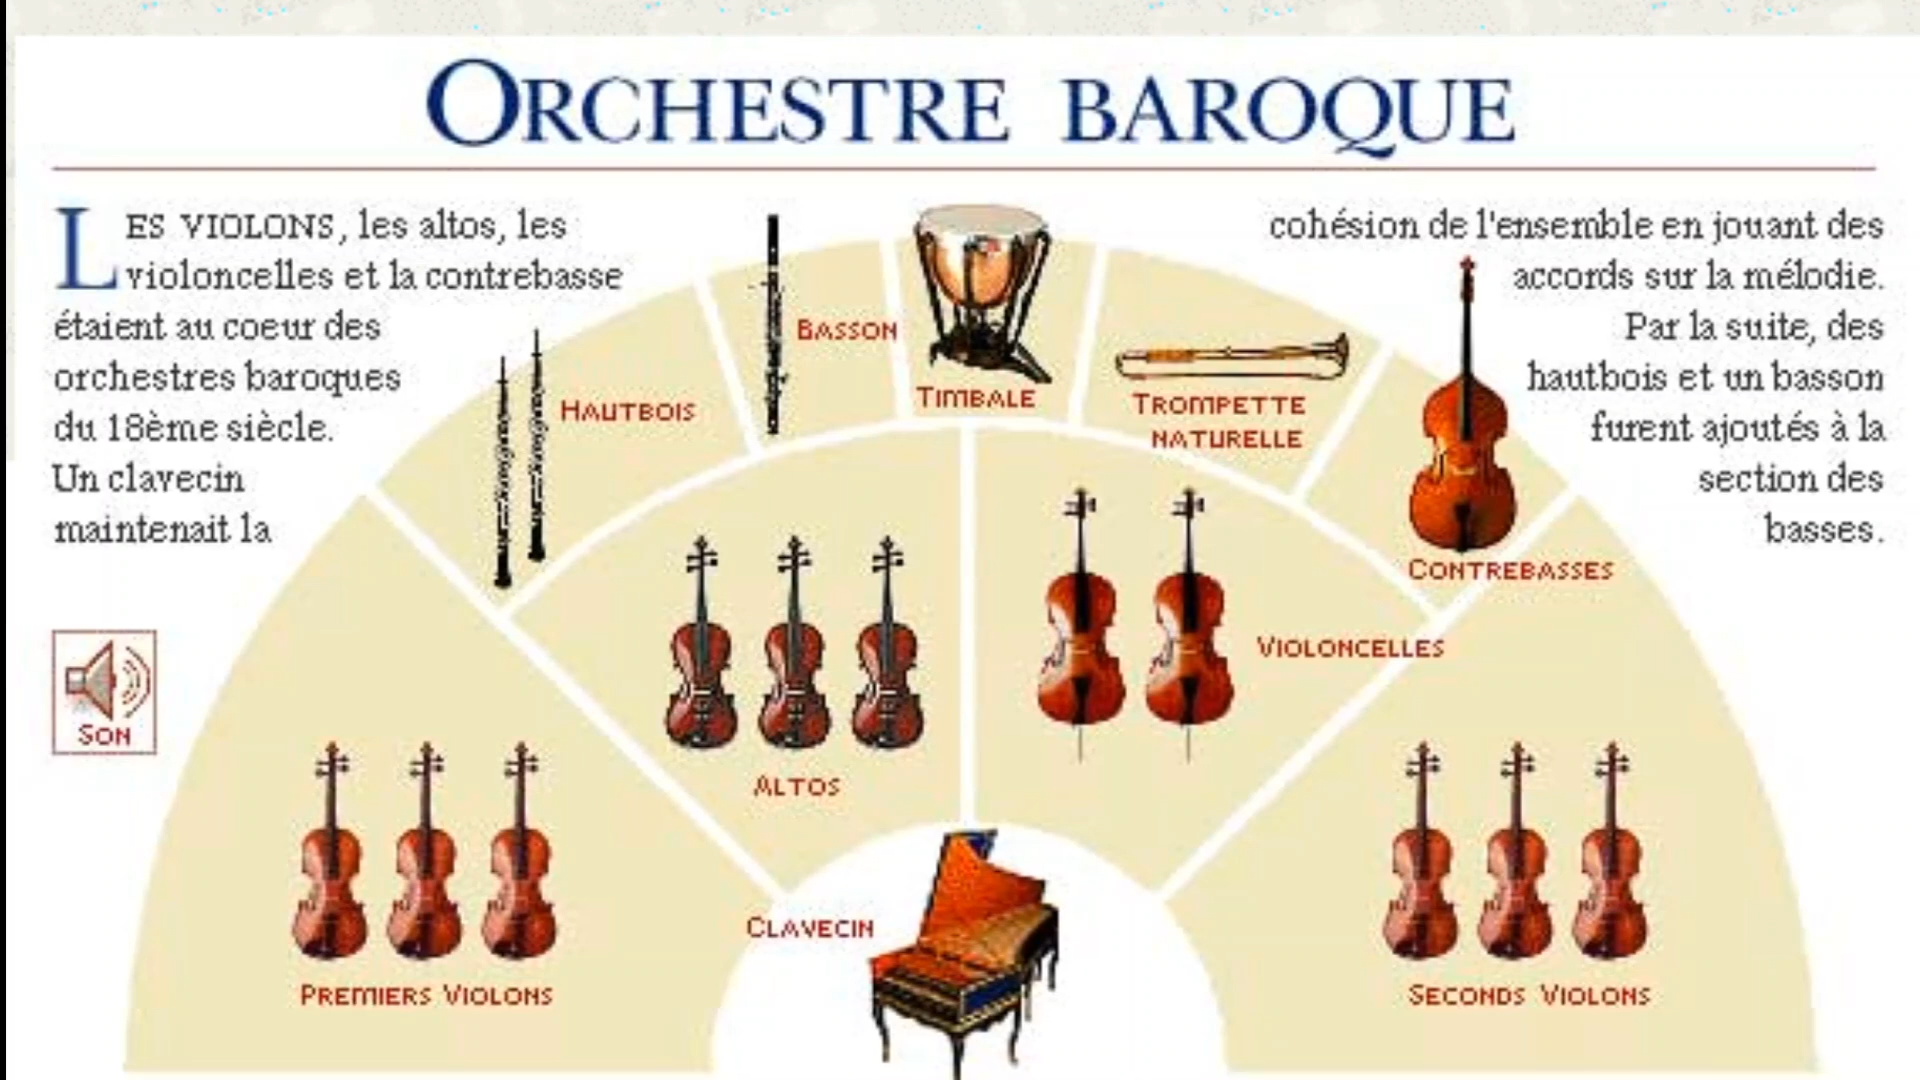 ORCHESTRE BAROQUE
LES VIOLONS, les altos, les
violoncelles et la contrebasse
étaient au coeur des
orchestres baroques
du 18ème siècle.
Un clavecin
maintenait la
cohésion de l'ensemble en jouant des
accords sur la mélodie.
Par la suite, des
hautbois et un basson
furent ajoutés à la
section des
basses.
HAUTBOIS
BASSON
TIMBALE
TROMPETTE
NATURELLE
CONTREBASSES
ALTOS
VIOLONCELLES
SON
PREMIERS VIOLONS
CLAVECIN
SECONDS VIOLONS